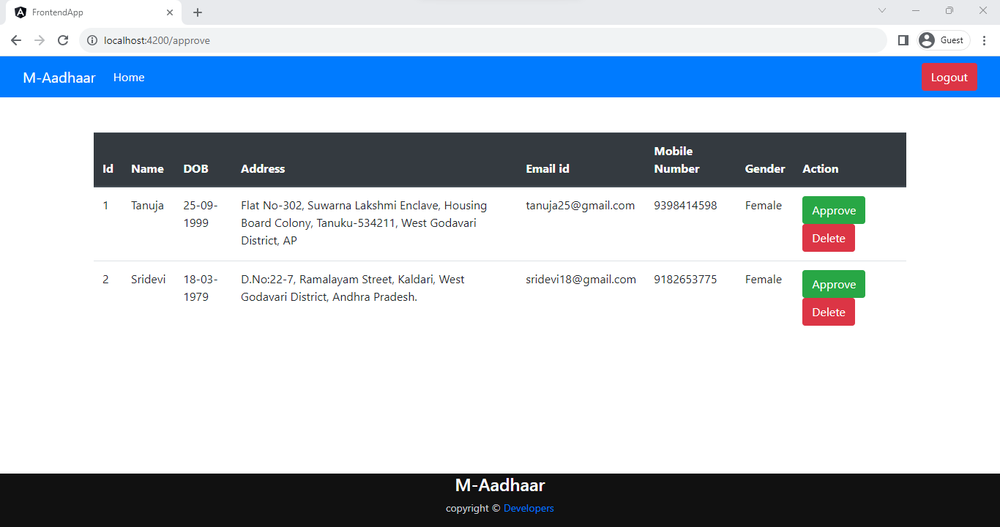 FrontendApp
localhost:4200/approve
Guest
M-Aadhaar Home Logout
Id Name DOB Address Email id Mobile Number Gender Action
1 Tanuja 25-09-1999 Flat No-302, Suwarna Lakshmi Enclave, Housing Board Colony, Tanuku-534211, West Godavari District, AP tanuja25@gmail.com 9398414598 Female Approve Delete
2 Sridevi 18-03-1979 D.No:22-7, Ramalayam Street, Kaldari, West Godavari District, Andhra Pradesh. sridevi18@gmail.com 9182653775 Female Approve Delete
M-Aadhaar
copyright © Developers